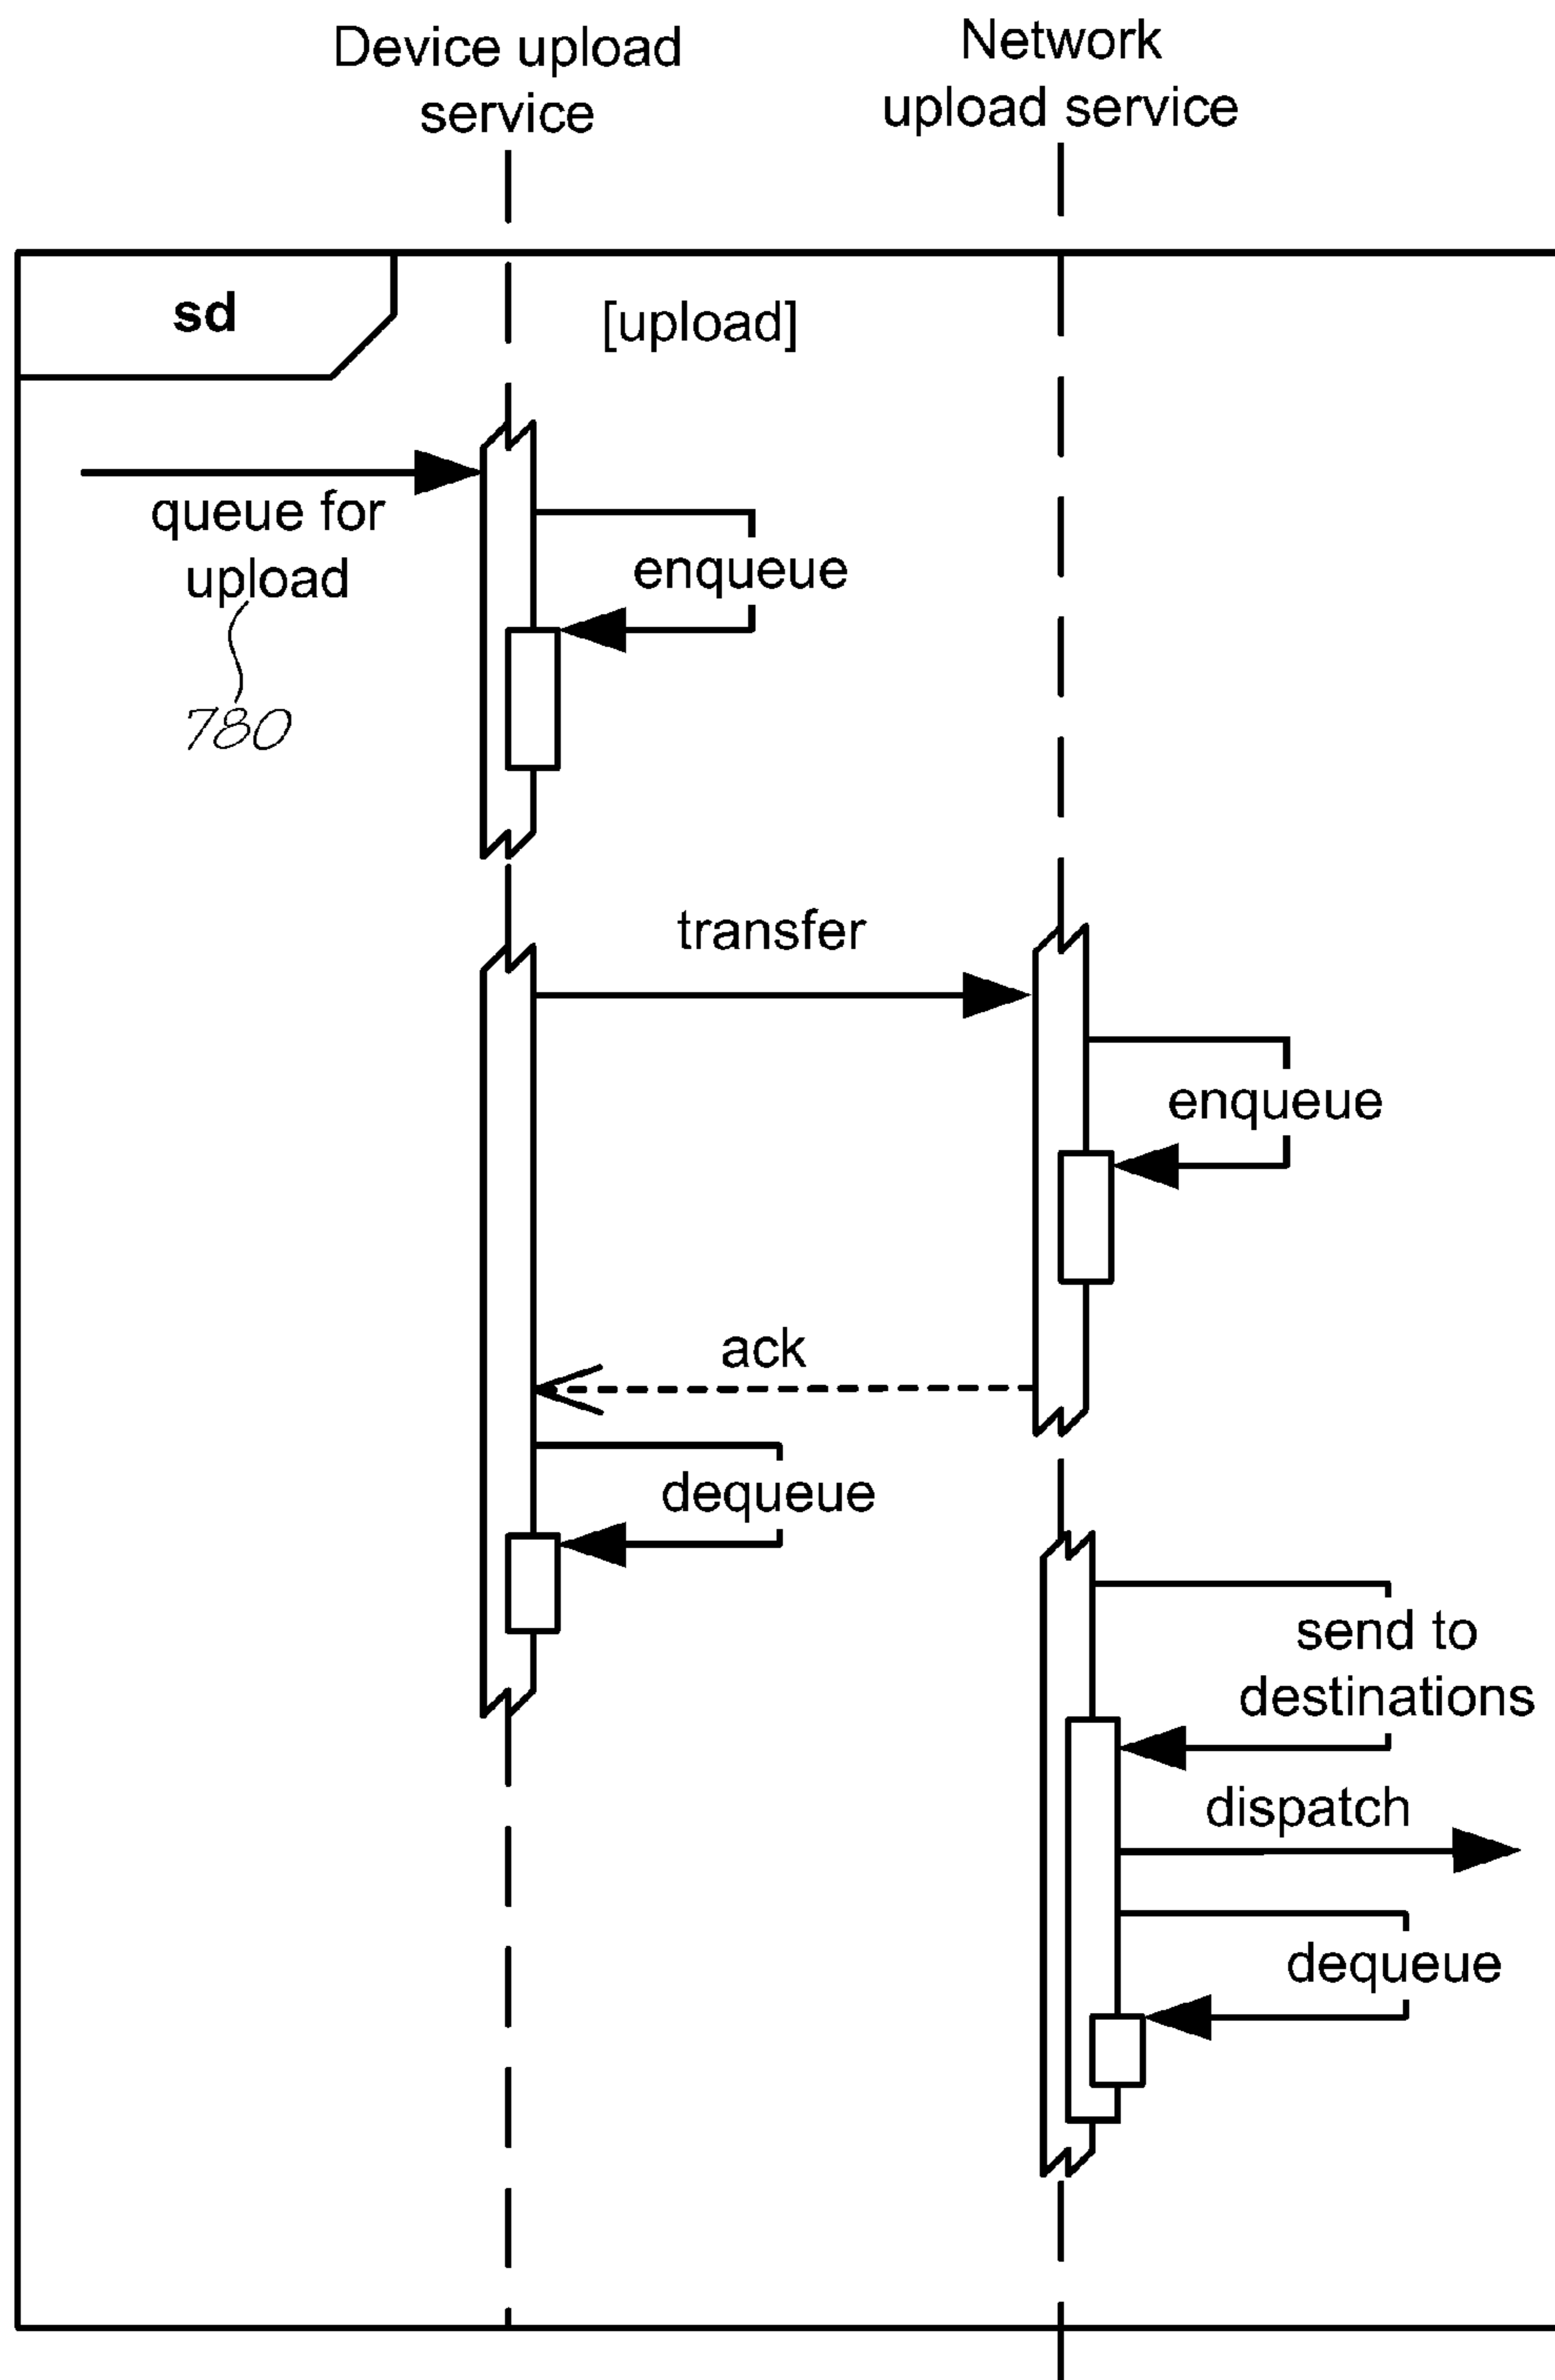 Device upload
service
Network
upload service
sd
[upload]
queue for
upload
780
enqueue
transfer
enqueue
ack
dequeue
send to
destinations
dispatch
dequeue